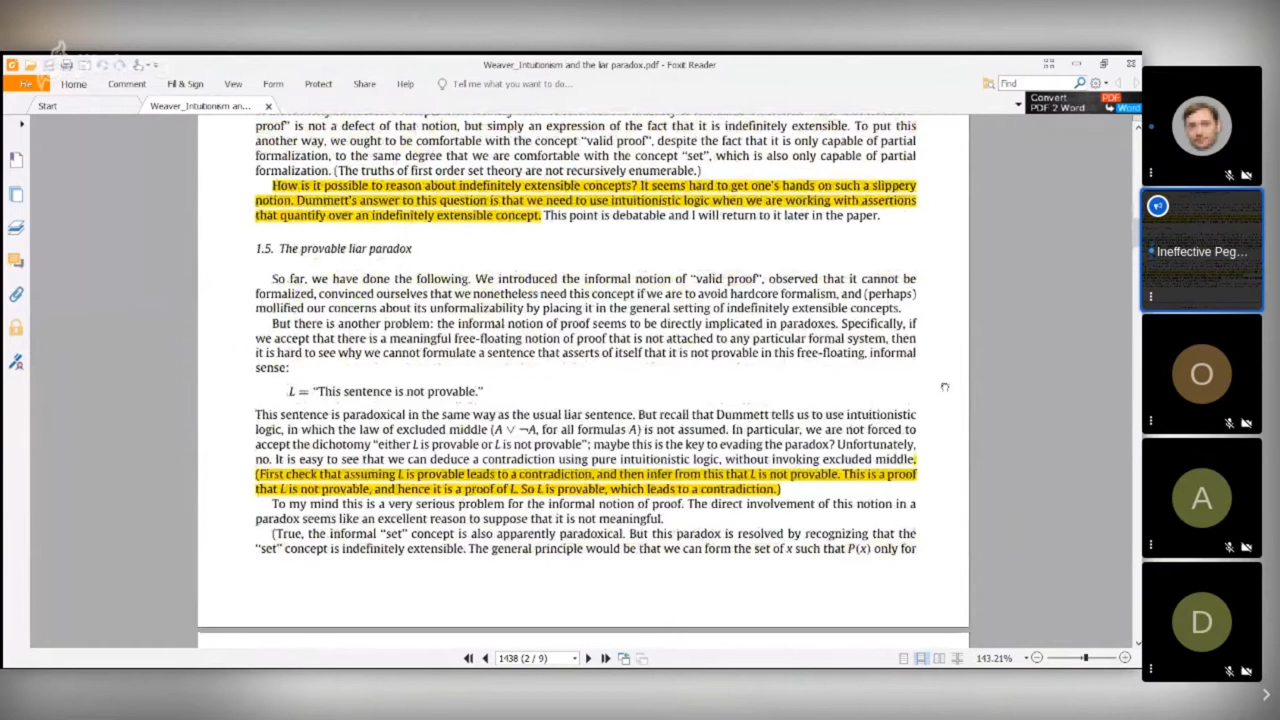 Weaver_Intuitionism and the liar paradox.pdf - Foxit Reader
File Home Comment Fill & Sign View Form Protect Share Help Tell me what you want to do... Find
Start Weaver_Intuitionism an... Convert PDF
PDF 2 Word Word
proof" is not a defect of that notion, but simply an expression of the fact that it is indefinitely extensible. To put this
another way, we ought to be comfortable with the concept "valid proof", despite the fact that it is only capable of partial
formalization, to the same degree that we are comfortable with the concept "set", which is also only capable of partial
formalization. (The truths of first order set theory are not recursively enumerable.)
How is it possible to reason about indefinitely extensible concepts? It seems hard to get one's hands on such a slippery
notion. Dummett's answer to this question is that we need to use intuitionistic logic when we are working with assertions
that quantify over an indefinitely extensible concept. This point is debatable and I will return to it later in the paper.
1.5. The provable liar paradox
So far, we have done the following. We introduced the informal notion of "valid proof", observed that it cannot be
formalized, convinced ourselves that we nonetheless need this concept if we are to avoid hardcore formalism, and (perhaps)
mollified our concerns about its unformalizability by placing it in the general setting of indefinitely extensible concepts.
But there is another problem: the informal notion of proof seems to be directly implicated in paradoxes. Specifically, if
we accept that there is a meaningful free-floating notion of proof that is not attached to any particular formal system, then
it is hard to see why we cannot formulate a sentence that asserts of itself that it is not provable in this free-floating, informal
sense:
L = "This sentence is not provable."
This sentence is paradoxical in the same way as the usual liar sentence. But recall that Dummett tells us to use intuitionistic
logic, in which the law of excluded middle (A ∨ ¬A, for all formulas A) is not assumed. In particular, we are not forced to
accept the dichotomy "either L is provable or L is not provable"; maybe this is the key to evading the paradox? Unfortunately,
no. It is easy to see that we can deduce a contradiction using pure intuitionistic logic, without invoking excluded middle.
(First check that assuming L is provable leads to a contradiction, and then infer from this that L is not provable. This is a proof
that L is not provable, and hence it is a proof of L. So L is provable, which leads to a contradiction.)
To my mind this is a very serious problem for the informal notion of proof. The direct involvement of this notion in a
paradox seems like an excellent reason to suppose that it is not meaningful.
(True, the informal "set" concept is also apparently paradoxical. But this paradox is resolved by recognizing that the
"set" concept is indefinitely extensible. The general principle would be that we can form the set of x such that P(x) only for
1438 (2 / 9) 143.21%
Ineffective Peg...
O
A
D